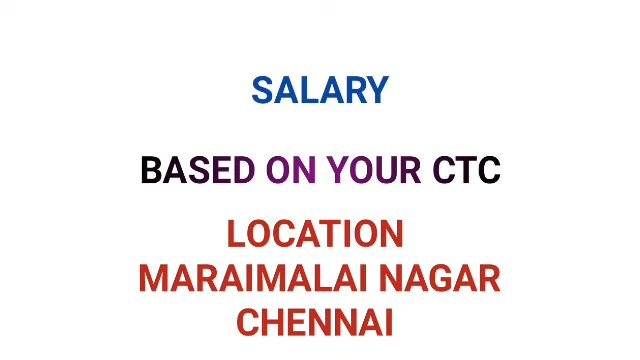 SALARY
BASED ON YOUR CTC
LOCATION
MARAIMALAI NAGAR
CHENNAI